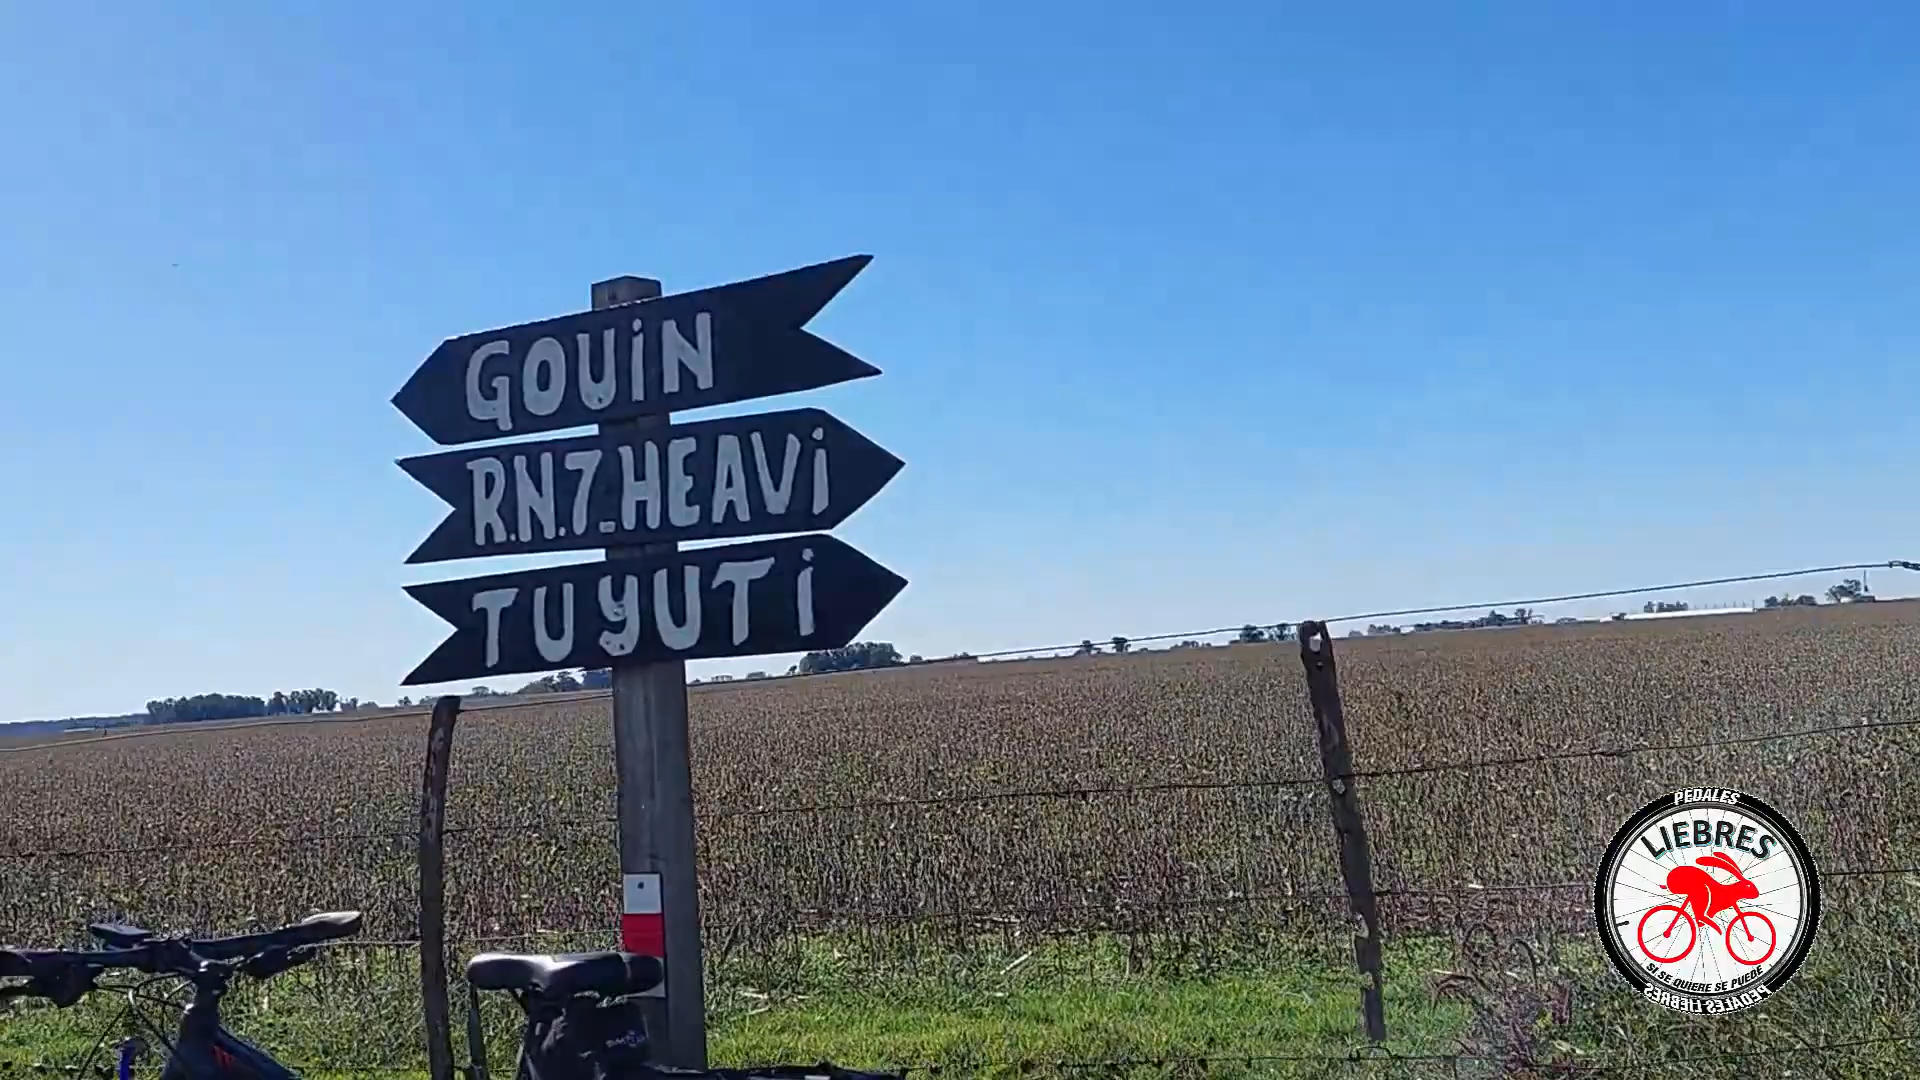 GOUiN
R.N.7_HEAVi
TUYUTi
PEDALES
LIEBRES
SI SE QUIERE SE PUEDE
PEDALES LIEBRES